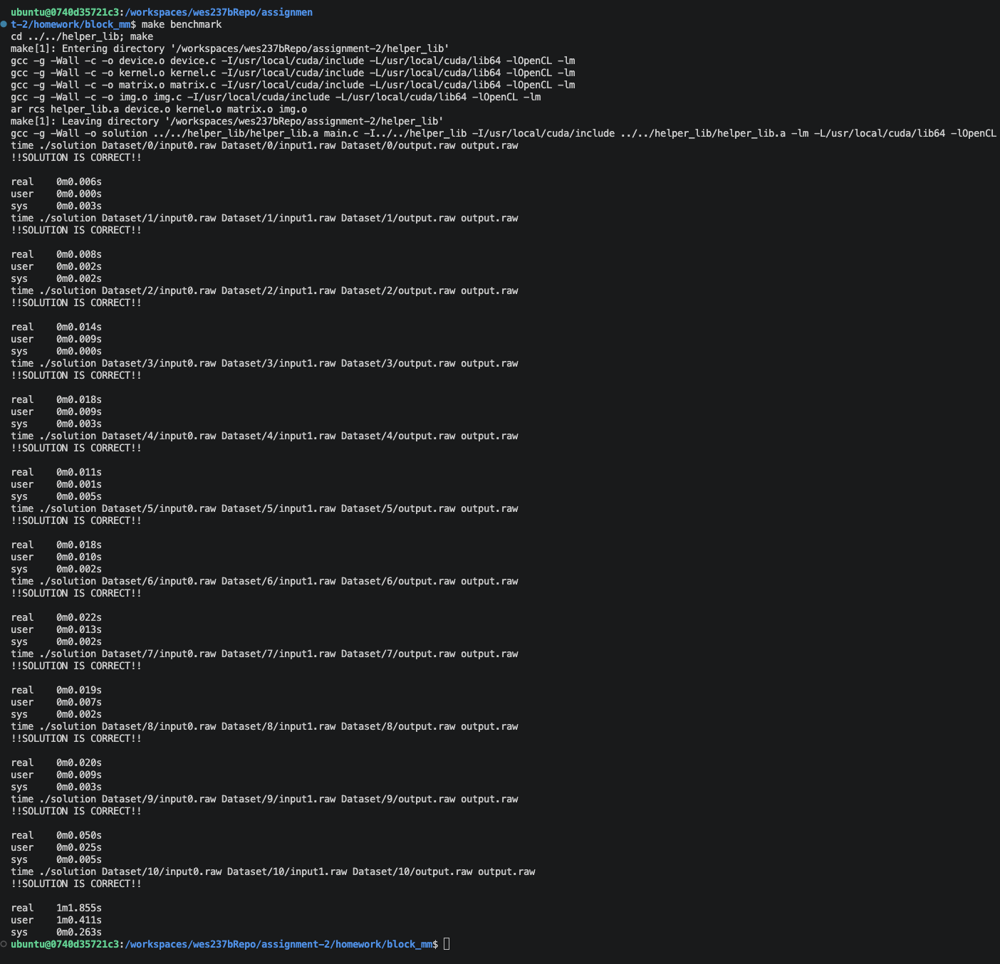 ubuntu@0740d35721c3:/workspaces/wes237bRepo/assignmen
t-2/homework/block_mm$ make benchmark
cd ../../helper_lib; make
make[1]: Entering directory '/workspaces/wes237bRepo/assignment-2/helper_lib'
gcc -g -Wall -c -o device.o device.c -I/usr/local/cuda/include -L/usr/local/cuda/lib64 -lOpenCL -lm
gcc -g -Wall -c -o kernel.o kernel.c -I/usr/local/cuda/include -L/usr/local/cuda/lib64 -lOpenCL -lm
gcc -g -Wall -c -o matrix.o matrix.c -I/usr/local/cuda/include -L/usr/local/cuda/lib64 -lOpenCL -lm
gcc -g -Wall -c -o img.o img.c -I/usr/local/cuda/include -L/usr/local/cuda/lib64 -lOpenCL -lm
ar rcs helper_lib.a device.o kernel.o matrix.o img.o
make[1]: Leaving directory '/workspaces/wes237bRepo/assignment-2/helper_lib'
gcc -g -Wall -o solution ../../helper_lib/helper_lib.a main.c -I../../helper_lib -I/usr/local/cuda/include ../../helper_lib/helper_lib.a -lm -L/usr/local/cuda/lib64 -lOpenCL
time ./solution Dataset/0/input0.raw Dataset/0/input1.raw Dataset/0/output.raw output.raw
!!SOLUTION IS CORRECT!!
real    0m0.006s
user    0m0.000s
sys     0m0.003s
time ./solution Dataset/1/input0.raw Dataset/1/input1.raw Dataset/1/output.raw output.raw
!!SOLUTION IS CORRECT!!
real    0m0.008s
user    0m0.002s
sys     0m0.002s
time ./solution Dataset/2/input0.raw Dataset/2/input1.raw Dataset/2/output.raw output.raw
!!SOLUTION IS CORRECT!!
real    0m0.014s
user    0m0.009s
sys     0m0.000s
time ./solution Dataset/3/input0.raw Dataset/3/input1.raw Dataset/3/output.raw output.raw
!!SOLUTION IS CORRECT!!
real    0m0.018s
user    0m0.009s
sys     0m0.003s
time ./solution Dataset/4/input0.raw Dataset/4/input1.raw Dataset/4/output.raw output.raw
!!SOLUTION IS CORRECT!!
real    0m0.011s
user    0m0.001s
sys     0m0.005s
time ./solution Dataset/5/input0.raw Dataset/5/input1.raw Dataset/5/output.raw output.raw
!!SOLUTION IS CORRECT!!
real    0m0.018s
user    0m0.010s
sys     0m0.002s
time ./solution Dataset/6/input0.raw Dataset/6/input1.raw Dataset/6/output.raw output.raw
!!SOLUTION IS CORRECT!!
real    0m0.022s
user    0m0.013s
sys     0m0.002s
time ./solution Dataset/7/input0.raw Dataset/7/input1.raw Dataset/7/output.raw output.raw
!!SOLUTION IS CORRECT!!
real    0m0.019s
user    0m0.007s
sys     0m0.002s
time ./solution Dataset/8/input0.raw Dataset/8/input1.raw Dataset/8/output.raw output.raw
!!SOLUTION IS CORRECT!!
real    0m0.020s
user    0m0.009s
sys     0m0.003s
time ./solution Dataset/9/input0.raw Dataset/9/input1.raw Dataset/9/output.raw output.raw
!!SOLUTION IS CORRECT!!
real    0m0.050s
user    0m0.025s
sys     0m0.005s
time ./solution Dataset/10/input0.raw Dataset/10/input1.raw Dataset/10/output.raw output.raw
!!SOLUTION IS CORRECT!!
real    1m1.855s
user    1m0.411s
sys     0m0.263s
ubuntu@0740d35721c3:/workspaces/wes237bRepo/assignment-2/homework/block_mm$